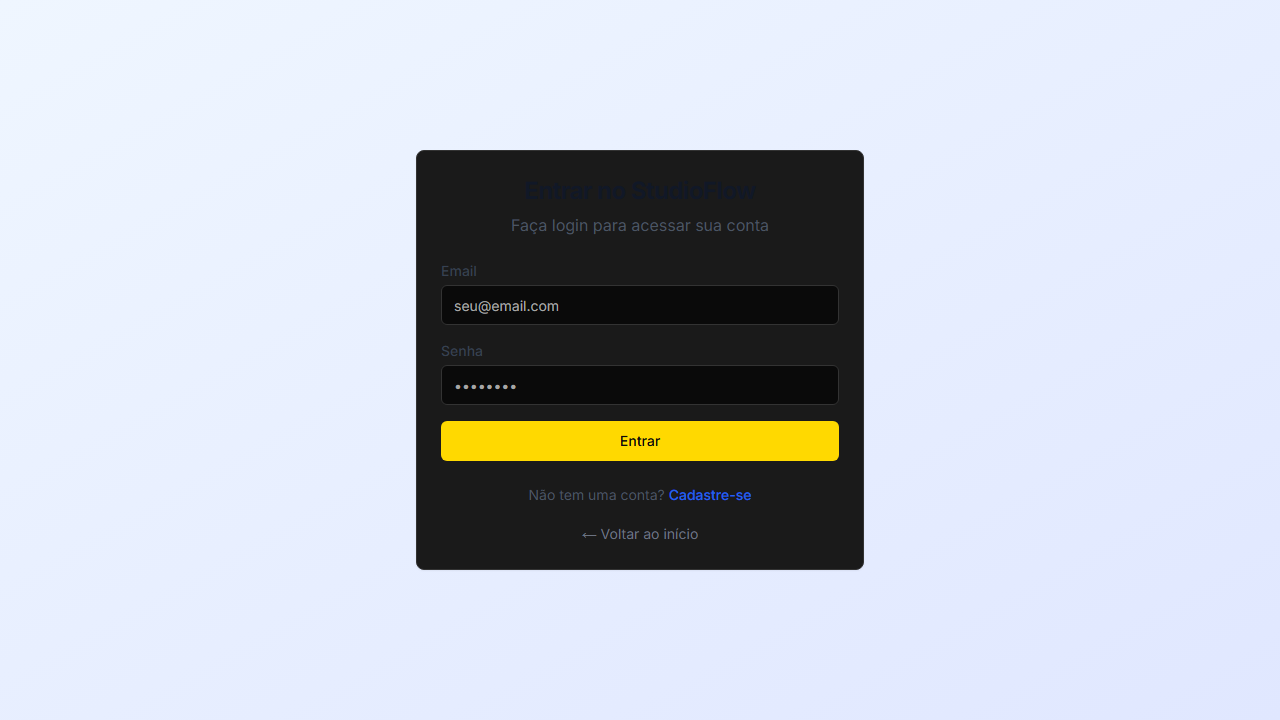 Entrar no StudioFlow
Faça login para acessar sua conta
Email
seu@email.com
Senha
••••••••
Entrar
Não tem uma conta? Cadastre-se
← Voltar ao início